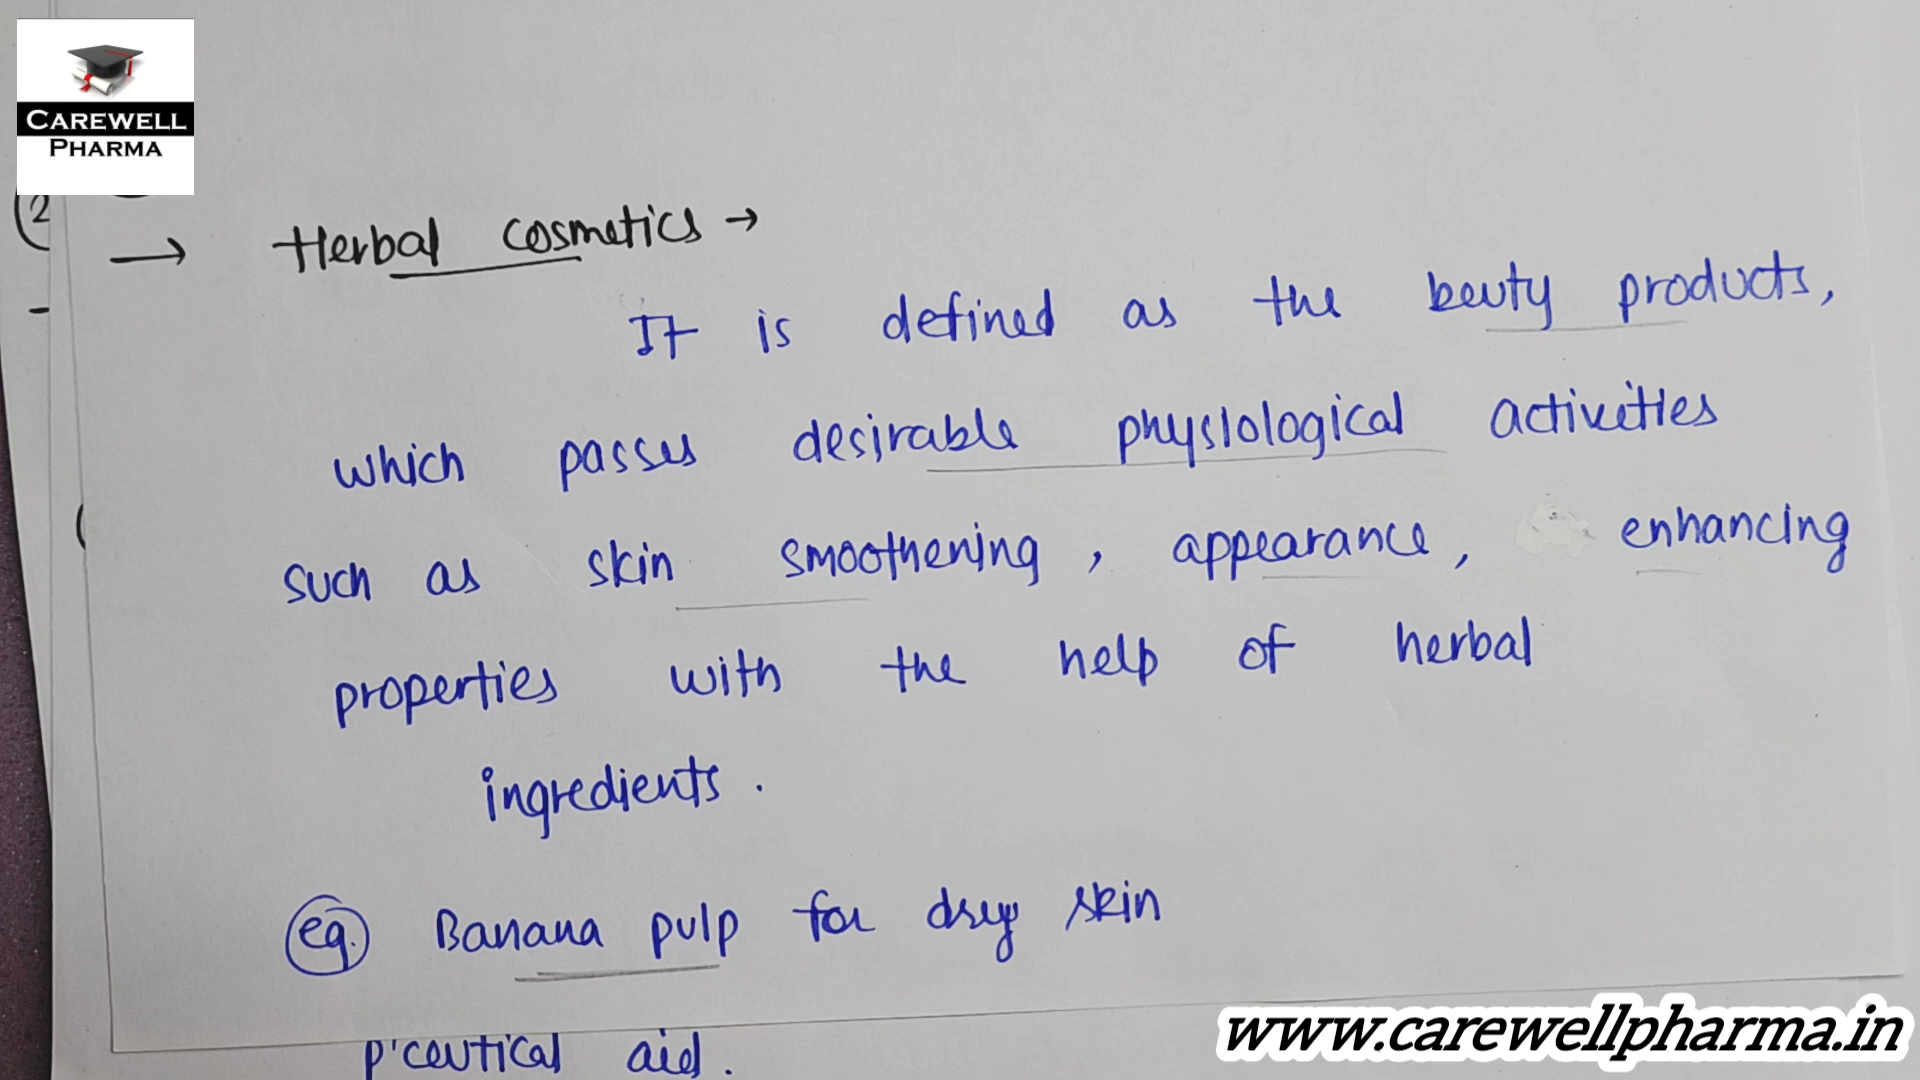 CAREWELL
PHARMA
2
→ Herbal cosmetics →
It is defined as the beuty products,
which passes desirable physiological activities
such as skin smoothening, appearance, enhancing
properties with the help of herbal
ingredients.
eg. Banana pulp for dry skin
p'ceutical aid.
www.carewellpharma.in